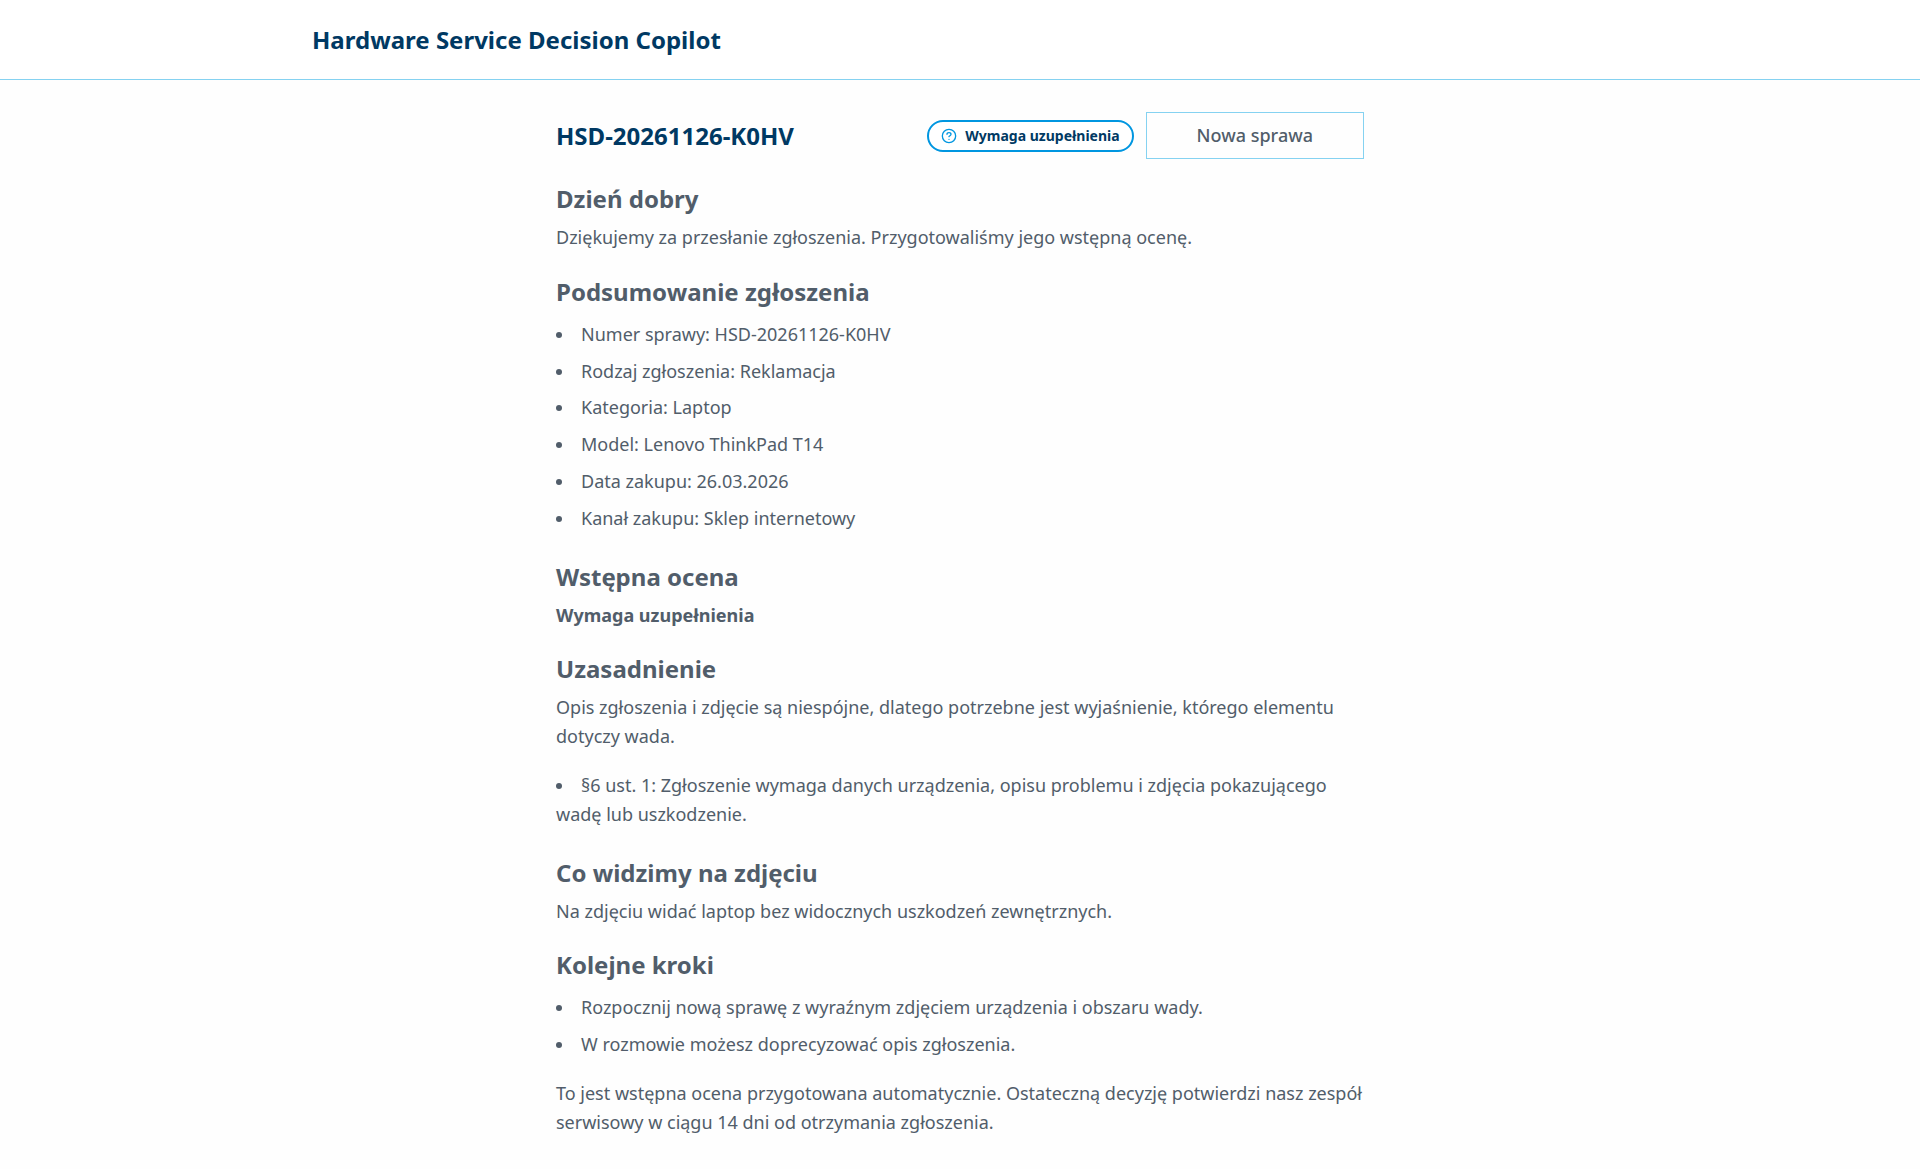 Hardware Service Decision Copilot
HSD-20261126-K0HV
Wymaga uzupełnienia
Nowa sprawa
Dzień dobry
Dziękujemy za przesłanie zgłoszenia. Przygotowaliśmy jego wstępną ocenę.
Podsumowanie zgłoszenia
• Numer sprawy: HSD-20261126-K0HV
• Rodzaj zgłoszenia: Reklamacja
• Kategoria: Laptop
• Model: Lenovo ThinkPad T14
• Data zakupu: 26.03.2026
• Kanał zakupu: Sklep internetowy
Wstępna ocena
Wymaga uzupełnienia
Uzasadnienie
Opis zgłoszenia i zdjęcie są niespójne, dlatego potrzebne jest wyjaśnienie, którego elementu
dotyczy wada.
• §6 ust. 1: Zgłoszenie wymaga danych urządzenia, opisu problemu i zdjęcia pokazującego
wadę lub uszkodzenie.
Co widzimy na zdjęciu
Na zdjęciu widać laptop bez widocznych uszkodzeń zewnętrznych.
Kolejne kroki
• Rozpocznij nową sprawę z wyraźnym zdjęciem urządzenia i obszaru wady.
• W rozmowie możesz doprecyzować opis zgłoszenia.
To jest wstępna ocena przygotowana automatycznie. Ostateczną decyzję potwierdzi nasz zespół
serwisowy w ciągu 14 dni od otrzymania zgłoszenia.